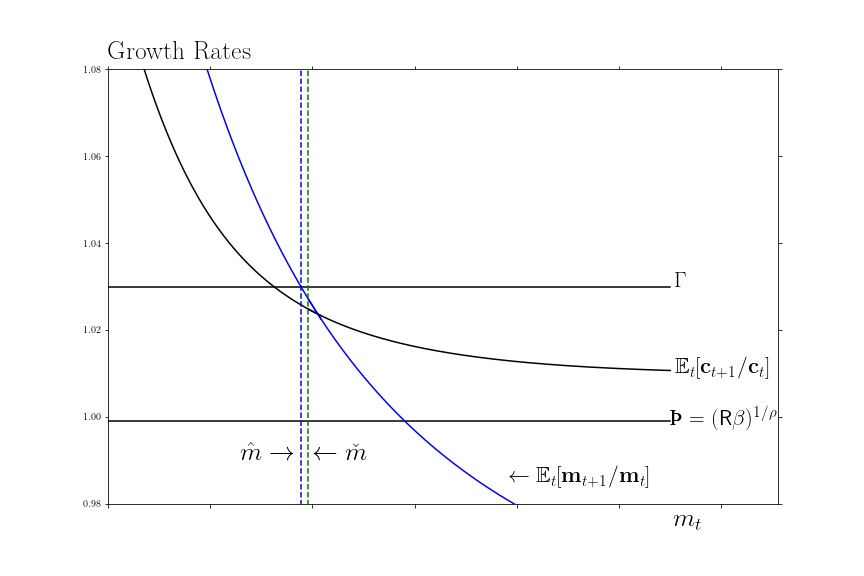 Growth Rates
1.08
1.06
1.04
Γ
1.02
𝔼ₜ[𝐜ₜ₊₁/𝐜ₜ]
1.00
Þ = (Rβ)^{1/ρ}
m̂ → ← m̌
← 𝔼ₜ[𝐦ₜ₊₁/𝐦ₜ]
0.98
mₜ